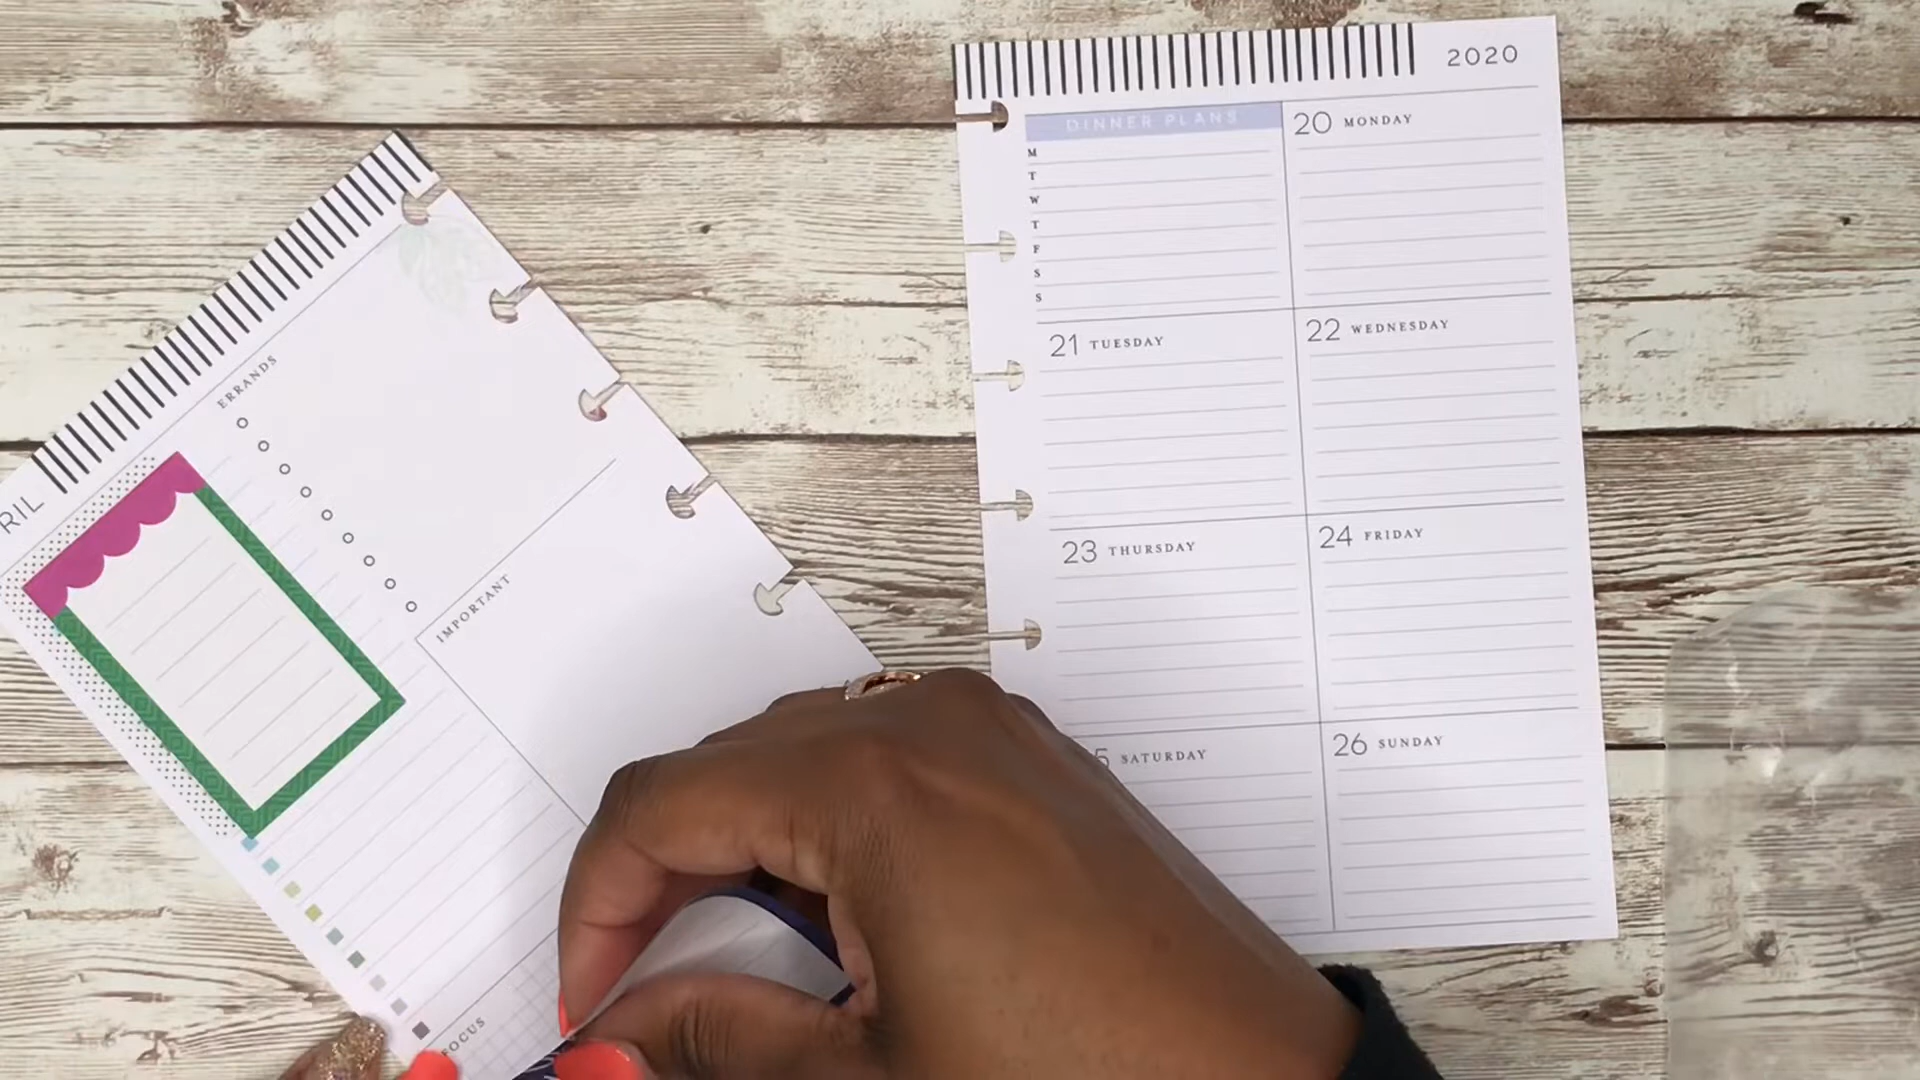 RIL
ERRANDS
IMPORTANT
FOCUS
2020
DINNER PLANS
M
T
W
T
F
S
S
20 MONDAY
21 TUESDAY
22 WEDNESDAY
23 THURSDAY
24 FRIDAY
5 SATURDAY
26 SUNDAY